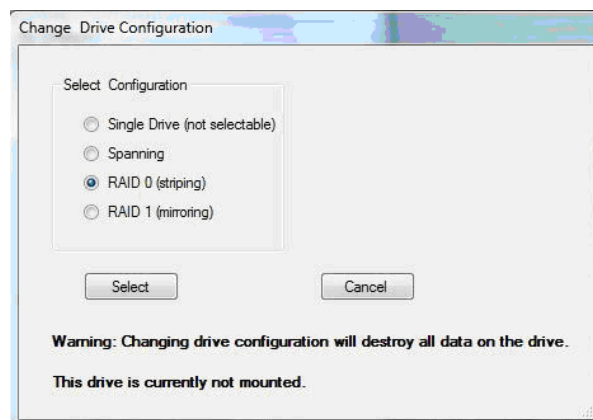 Change Drive Configuration
Select Configuration
Single Drive (not selectable)
Spanning
RAID 0 (striping)
RAID 1 (mirroring)
Select Cancel
Warning: Changing drive configuration will destroy all data on the drive.
This drive is currently not mounted.